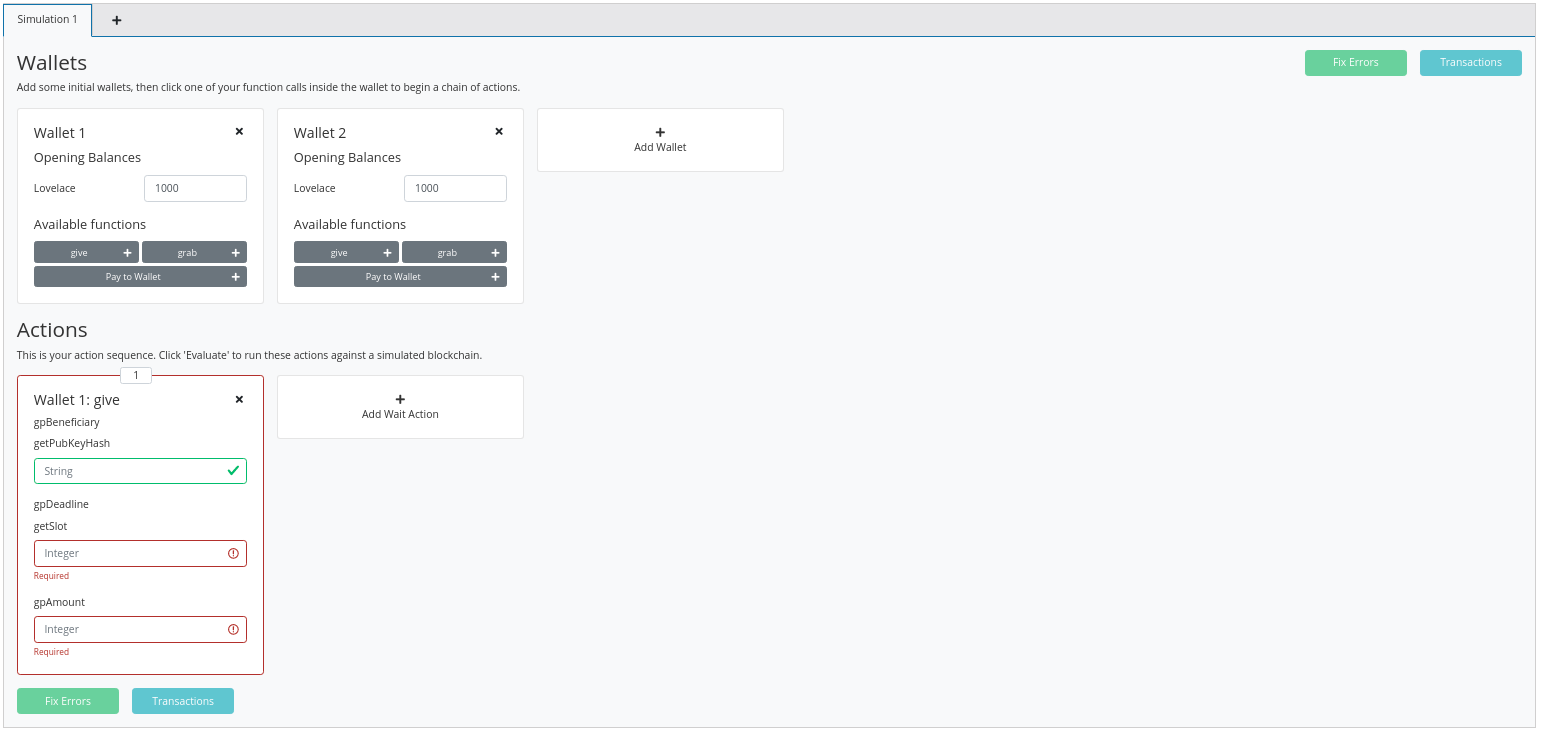 Simulation 1
Wallets
Fix Errors Transactions
Add some initial wallets, then click one of your function calls inside the wallet to begin a chain of actions.
Wallet 1
Opening Balances
Lovelace 1000
Available functions
give grab
Pay to Wallet
Wallet 2
Opening Balances
Lovelace 1000
Available functions
give grab
Pay to Wallet
Add Wallet
Actions
This is your action sequence. Click 'Evaluate' to run these actions against a simulated blockchain.
1
Wallet 1: give
gpBeneficiary
getPubKeyHash
String
gpDeadline
getSlot
Integer
Required
gpAmount
Integer
Required
Add Wait Action
Fix Errors Transactions